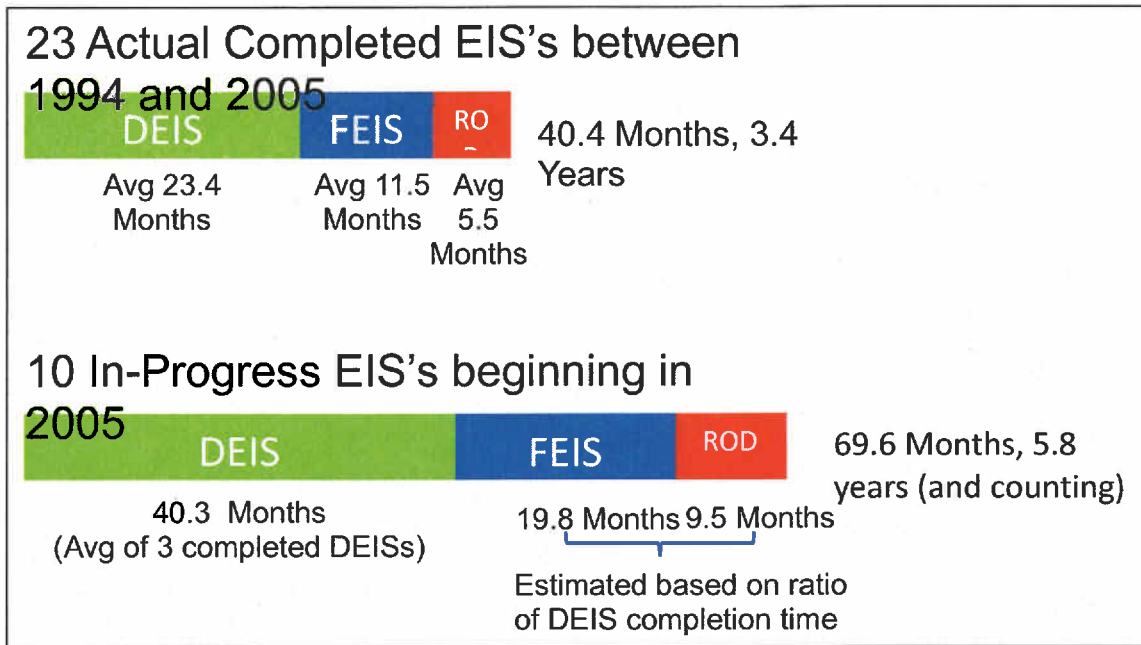 23 Actual Completed EIS's between
1994 and 2005
DEIS FEIS RO
40.4 Months, 3.4
Years
Avg 23.4
Months
Avg 11.5
Months
Avg
5.5
Months
10 In-Progress EIS's beginning in
2005
DEIS FEIS ROD
69.6 Months, 5.8
years (and counting)
40.3 Months
(Avg of 3 completed DEISs)
19.8 Months 9.5 Months
Estimated based on ratio
of DEIS completion time